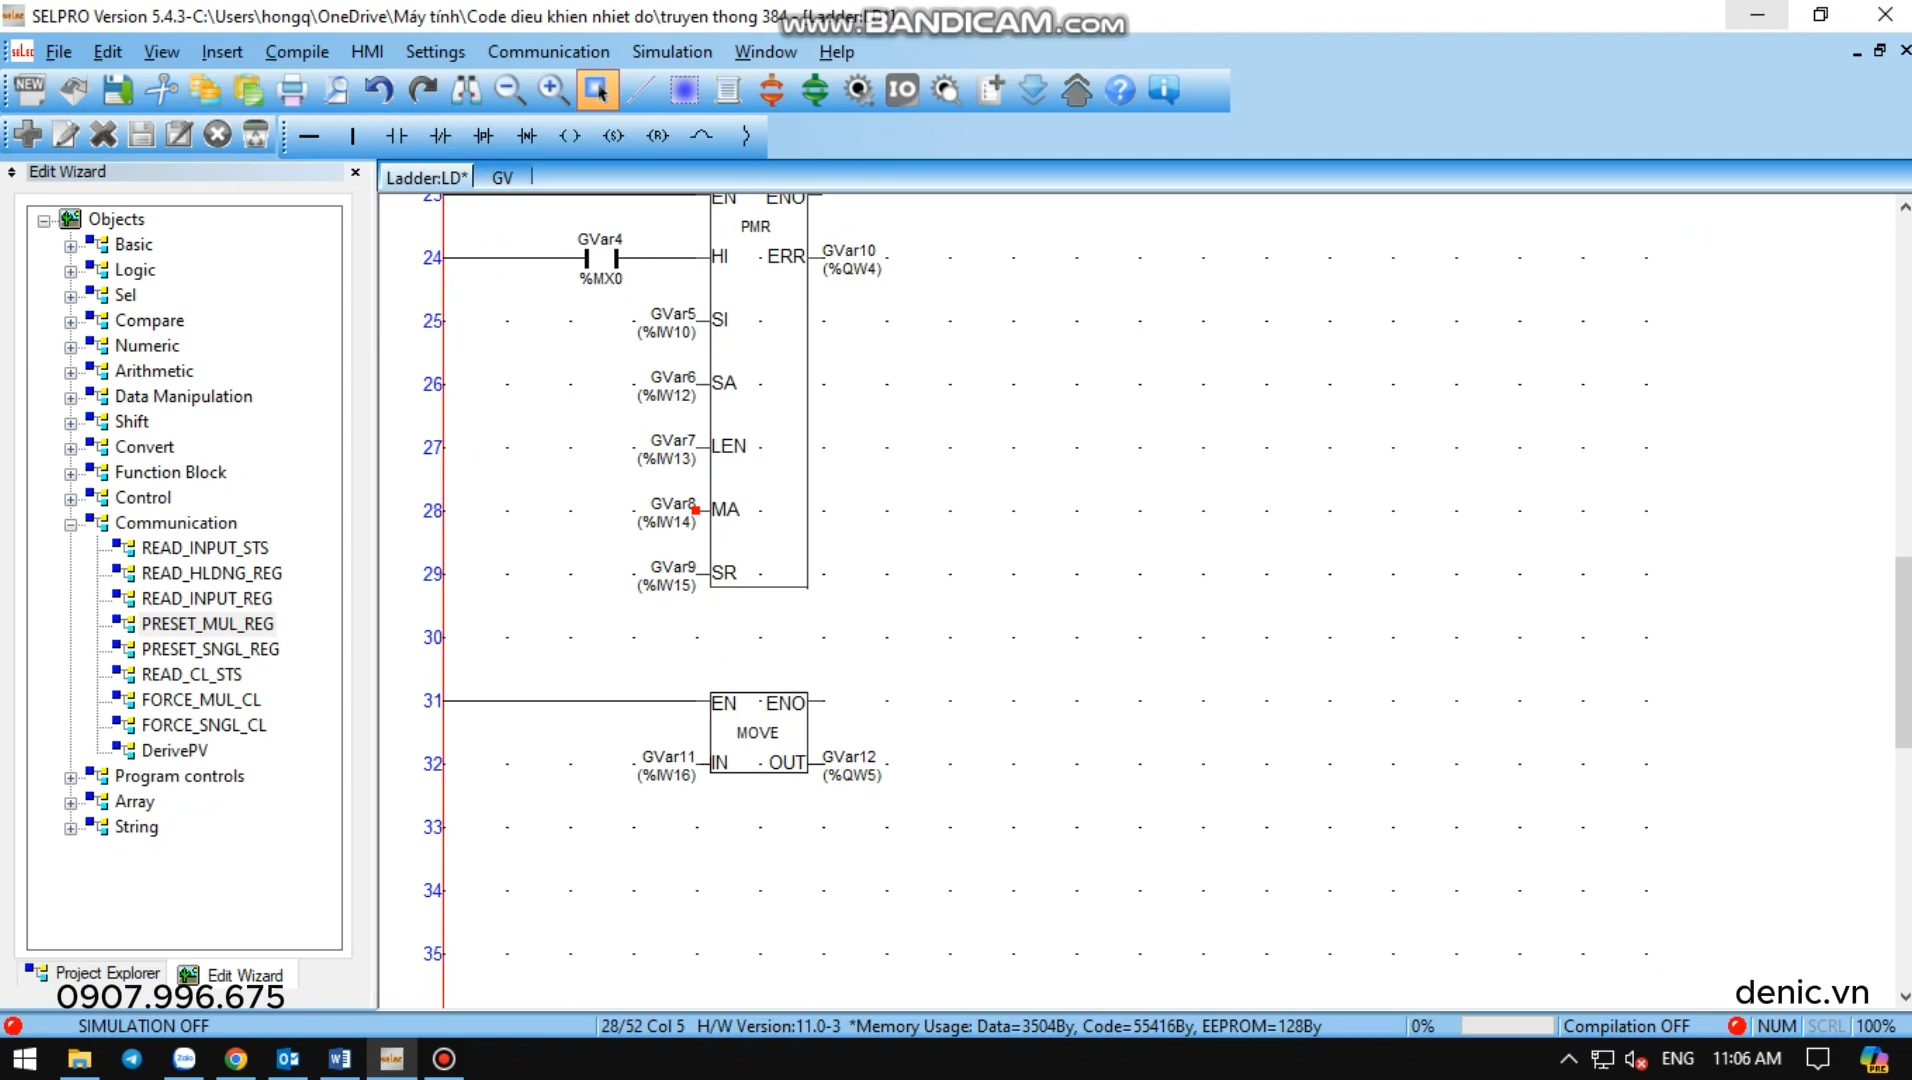 SELPRO Version 5.4.3-C:\Users\hongq\OneDrive\Máy tính\Code dieu khien nhiet do\truyen thong 384 - [Ladder:LD*]
www.BANDICAM.com
File Edit View Insert Compile HMI Settings Communication Simulation Window Help
NEW
IO
Edit Wizard
Ladder:LD* GV
Objects
Basic
Logic
Sel
Compare
Numeric
Arithmetic
Data Manipulation
Shift
Convert
Function Block
Control
Communication
READ_INPUT_STS
READ_HLDNG_REG
READ_INPUT_REG
PRESET_MUL_REG
PRESET_SNGL_REG
READ_CL_STS
FORCE_MUL_CL
FORCE_SNGL_CL
DerivePV
Program controls
Array
String
Project Explorer Edit Wizard
0907.996.675
23 EN ENO
PMR
GVar4
24 HI ERR GVar10
%MX0 (%QW4)
25 GVar5 SI
(%IW10)
26 GVar6 SA
(%IW12)
27 GVar7 LEN
(%IW13)
28 GVar8 MA
(%IW14)
29 GVar9 SR
(%IW15)
30
31 EN ENO
MOVE
32 GVar11 IN OUT GVar12
(%IW16) (%QW5)
33
34
35
denic.vn
SIMULATION OFF 28/52 Col 5 H/W Version:11.0-3 *Memory Usage: Data=3504By, Code=55416By, EEPROM=128By 0% Compilation OFF NUM SCRL 100%
ENG 11:06 AM